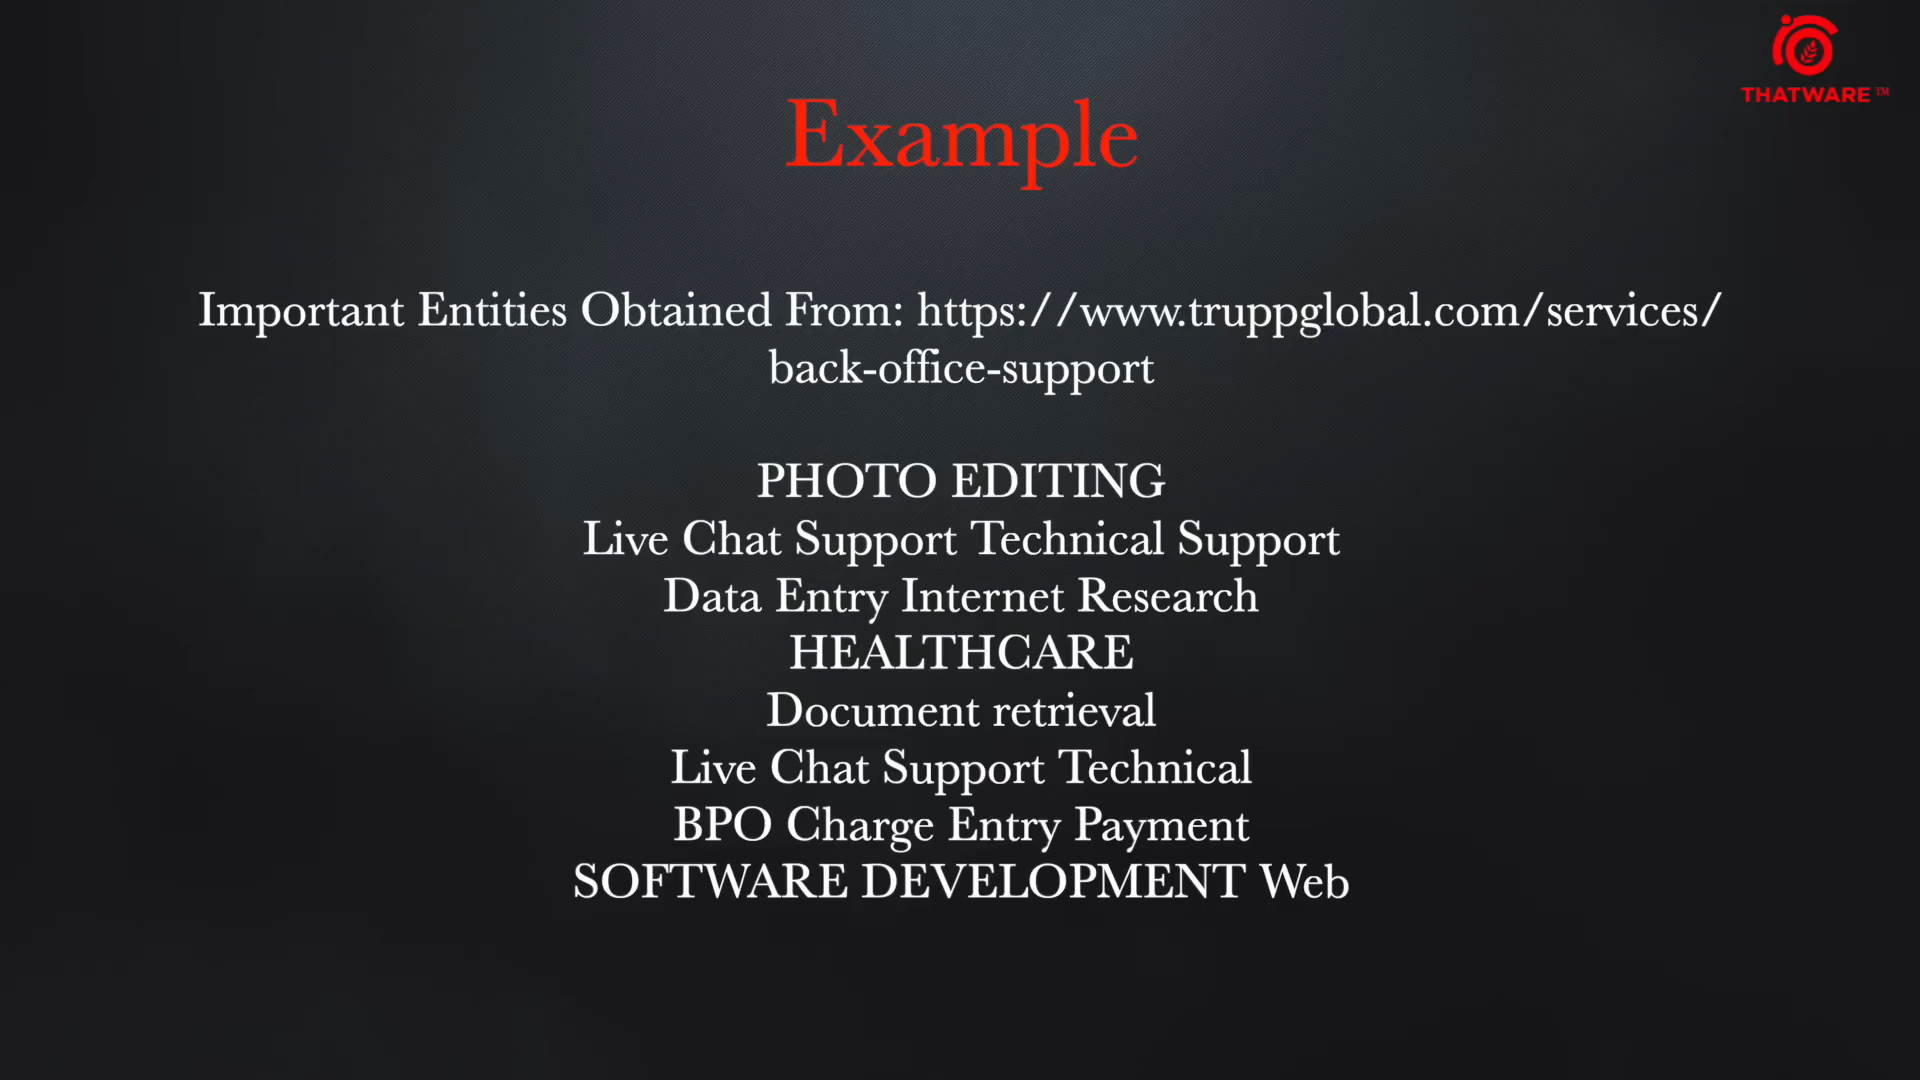 THATWARE™
Example
Important Entities Obtained From: https://www.truppglobal.com/services/
back-office-support
PHOTO EDITING
Live Chat Support Technical Support
Data Entry Internet Research
HEALTHCARE
Document retrieval
Live Chat Support Technical
BPO Charge Entry Payment
SOFTWARE DEVELOPMENT Web